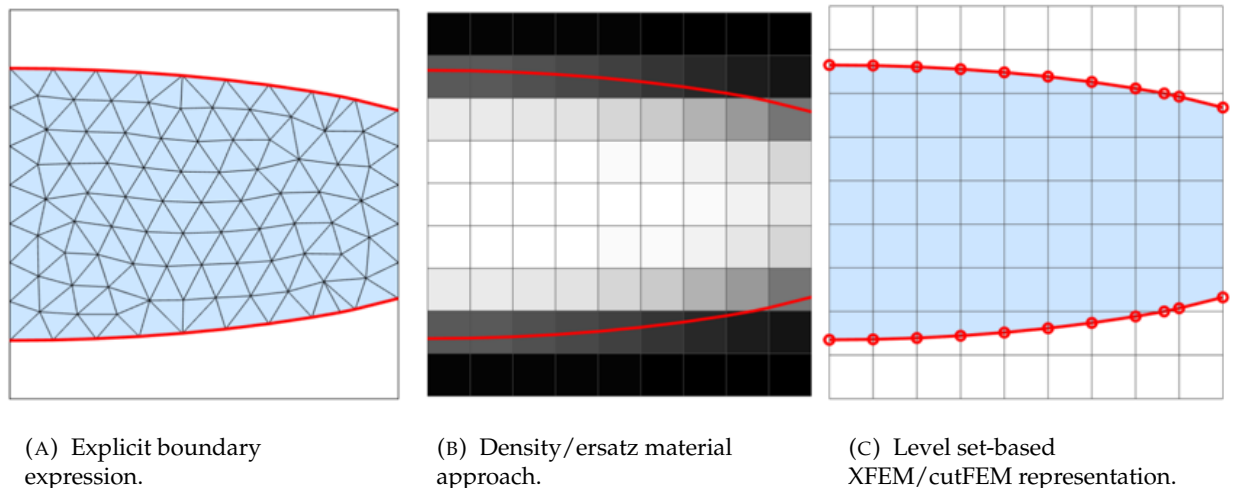 (A) Explicit boundary
expression.
(B) Density/ersatz material
approach.
(C) Level set-based
XFEM/cutFEM representation.